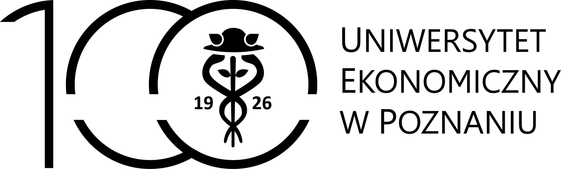 100
19 26
UNIWERSYTET
EKONOMICZNY
W POZNANIU